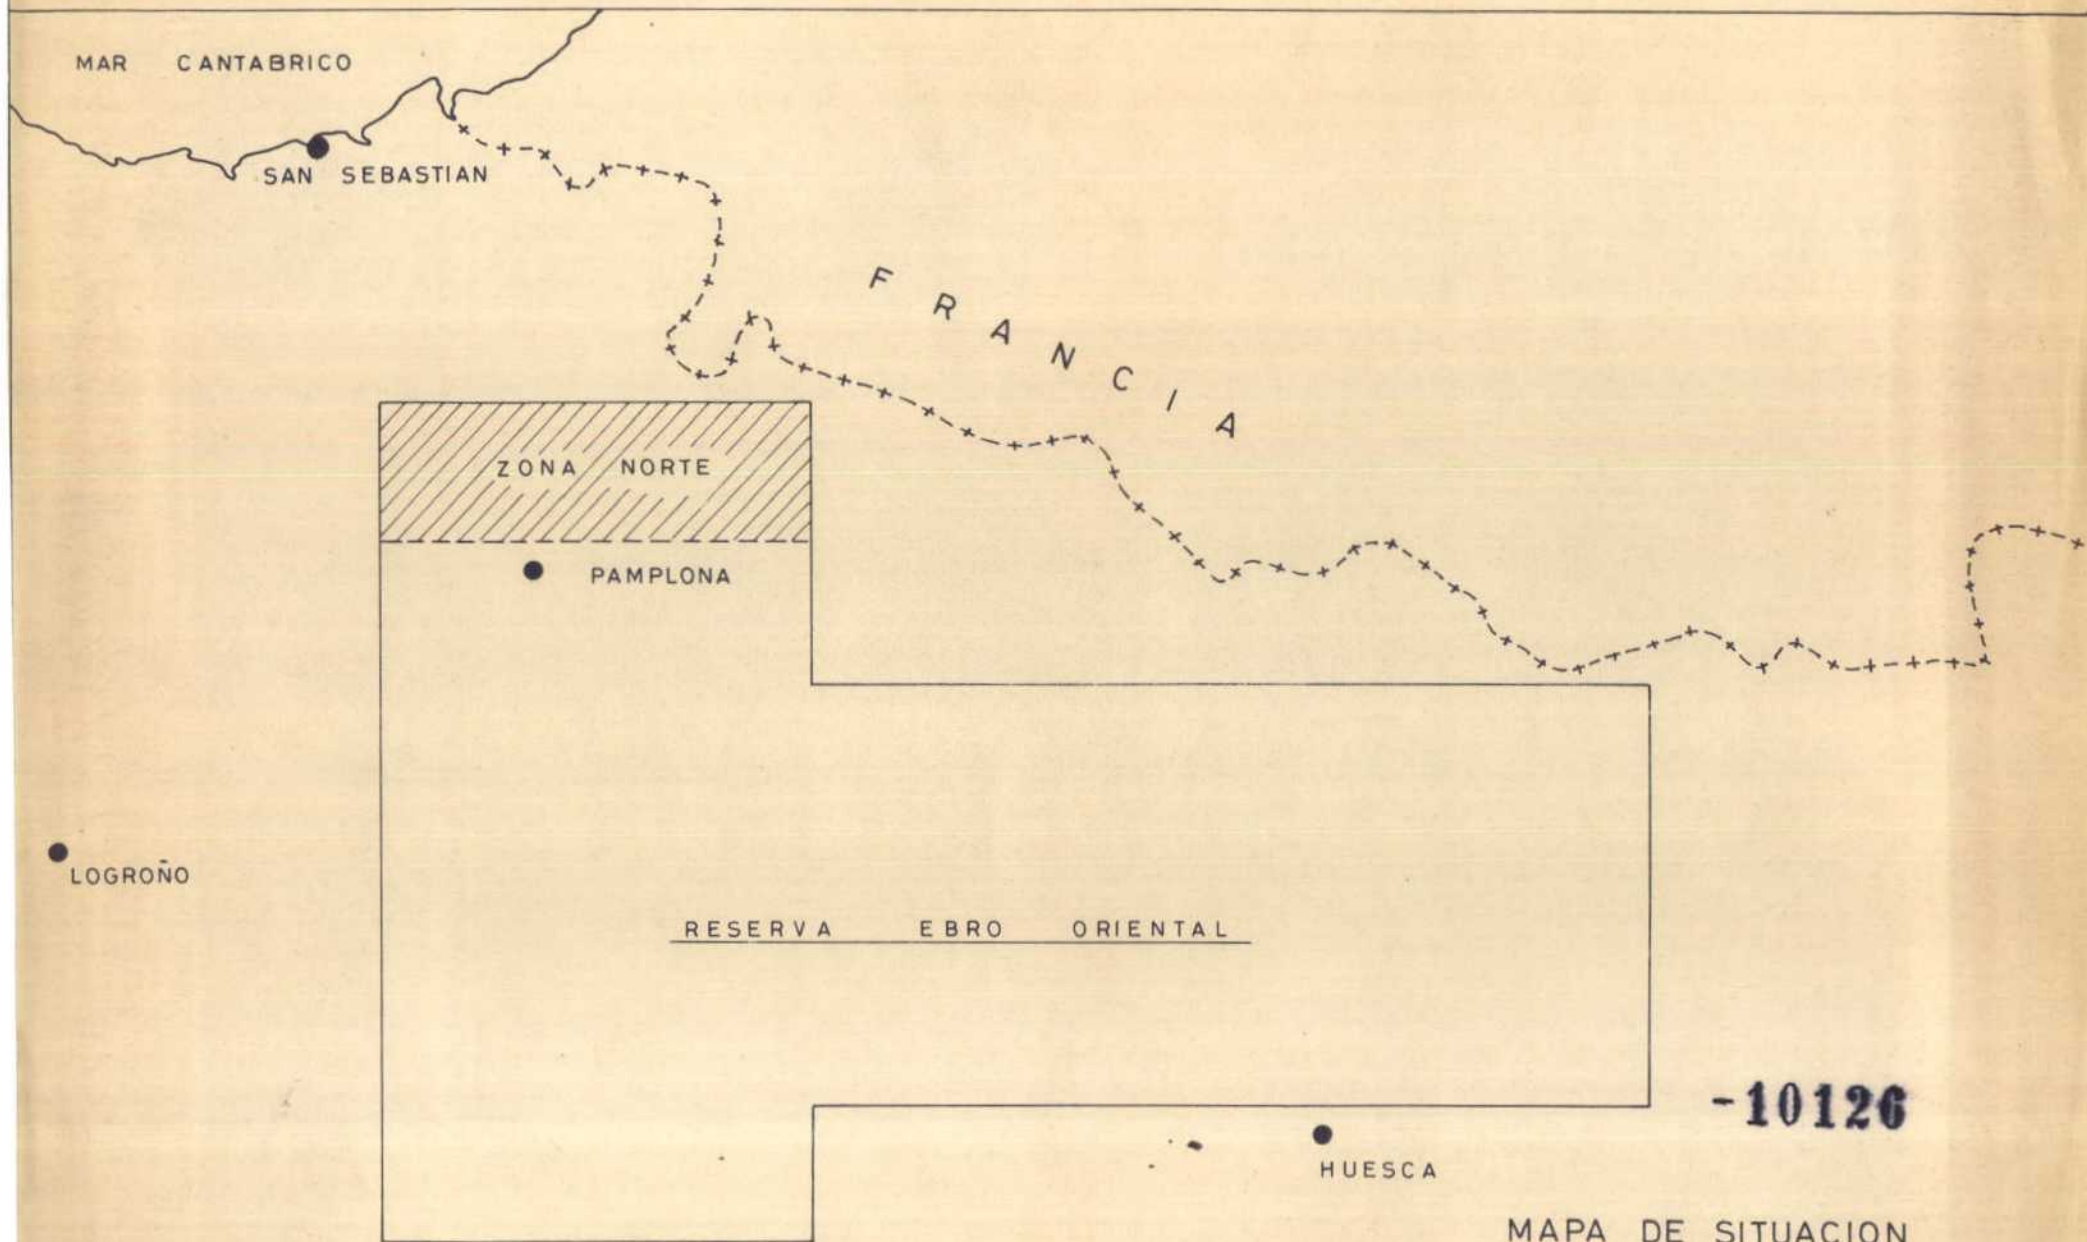 MAR CANTABRICO
SAN SEBASTIAN
FRANCIA
ZONA NORTE
PAMPLONA
LOGROÑO
RESERVA EBRO ORIENTAL
-10126
HUESCA
MAPA DE SITUACION